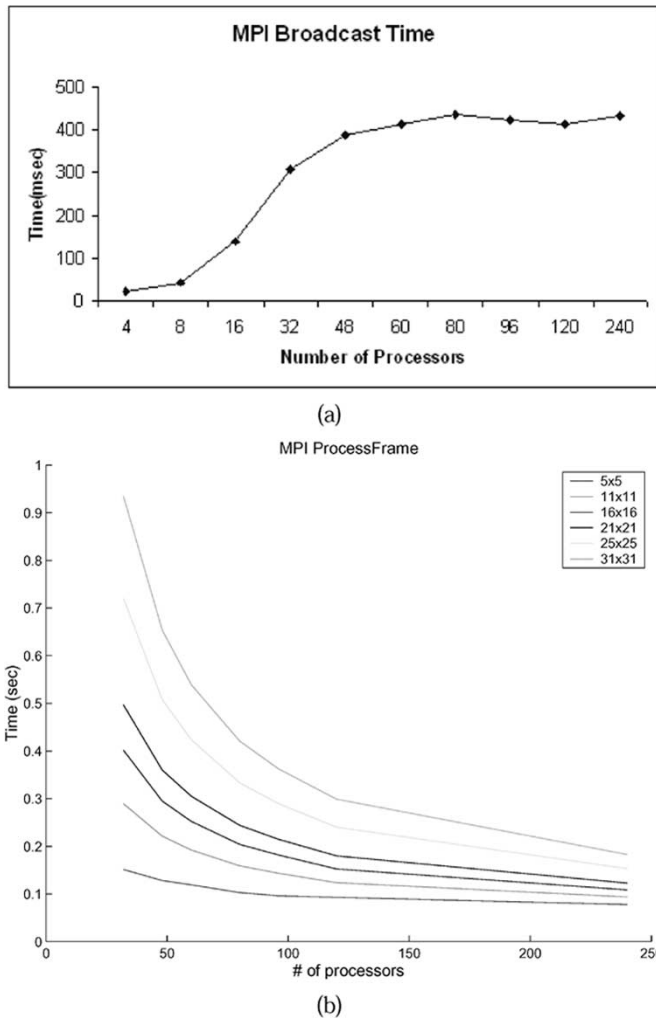 MPI Broadcast Time
500
400
300
200
100
0
Time(msec)
4 8 16 32 48 60 80 96 120 240
Number of Processors
(a)
MPI ProcessFrame
1
0.9
0.8
0.7
0.6
0.5
0.4
0.3
0.2
0.1
0
Time (sec)
5x5
11x11
16x16
21x21
25x25
31x31
0 50 100 150 200 25
# of processors
(b)